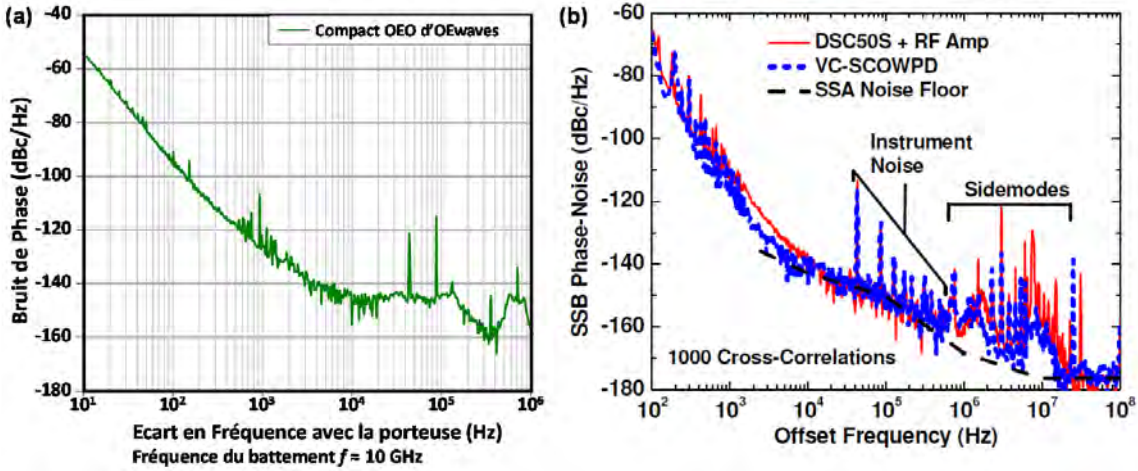 (a)
Compact OEO d'OEwaves
Bruit de Phase (dBc/Hz)
-40
-60
-80
-100
-120
-140
-160
-180
10¹ 10² 10³ 10⁴ 10⁵ 10⁶
Ecart en Fréquence avec la porteuse (Hz)
Fréquence du battement f = 10 GHz
(b)
DSC50S + RF Amp
VC-SCOWPD
SSA Noise Floor
Instrument
Noise
Sidemodes
1000 Cross-Correlations
SSB Phase-Noise (dBc/Hz)
-60
-80
-100
-120
-140
-160
-180
10² 10³ 10⁴ 10⁵ 10⁶ 10⁷ 10⁸
Offset Frequency (Hz)